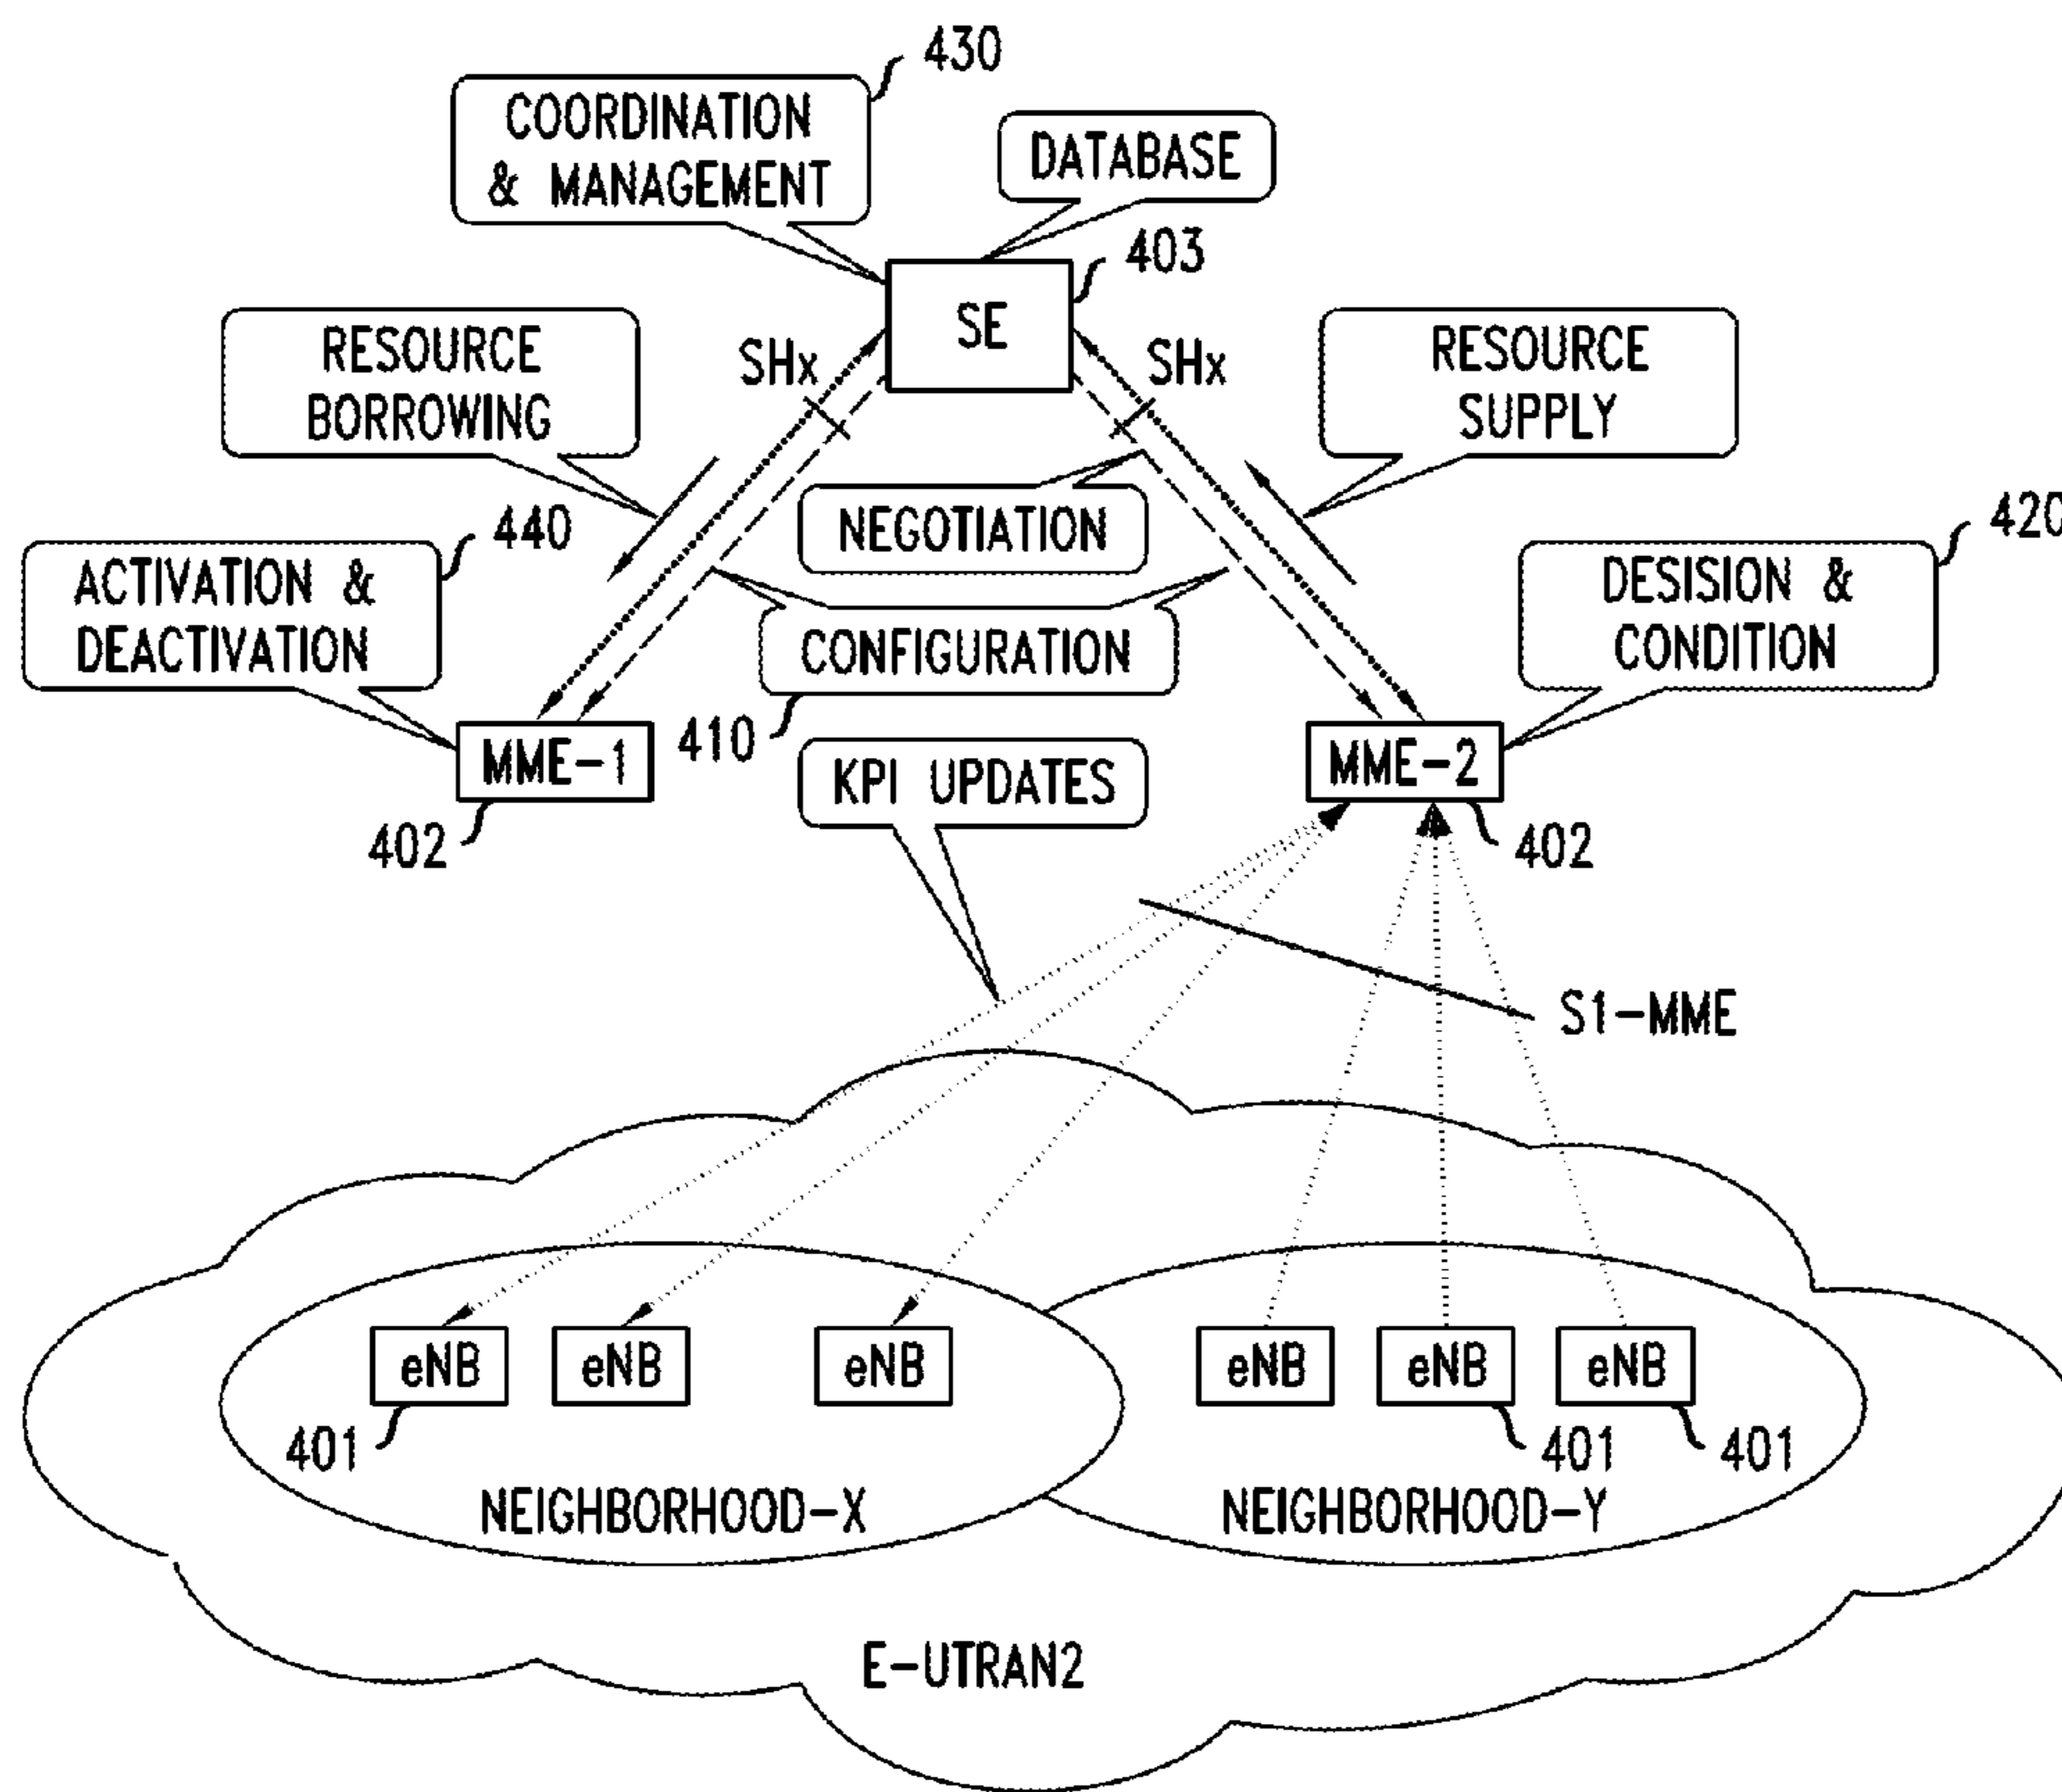 430
COORDINATION
& MANAGEMENT
DATABASE
403
SE
RESOURCE
BORROWING
SHx
SHx
RESOURCE
SUPPLY
440
NEGOTIATION
420
ACTIVATION &
DEACTIVATION
DESISION &
CONDITION
CONFIGURATION
410
MME-1
KPI UPDATES
MME-2
402
402
S1-MME
eNB
eNB
eNB
eNB
eNB
eNB
401
401
401
NEIGHBORHOOD-X
NEIGHBORHOOD-Y
E-UTRAN2